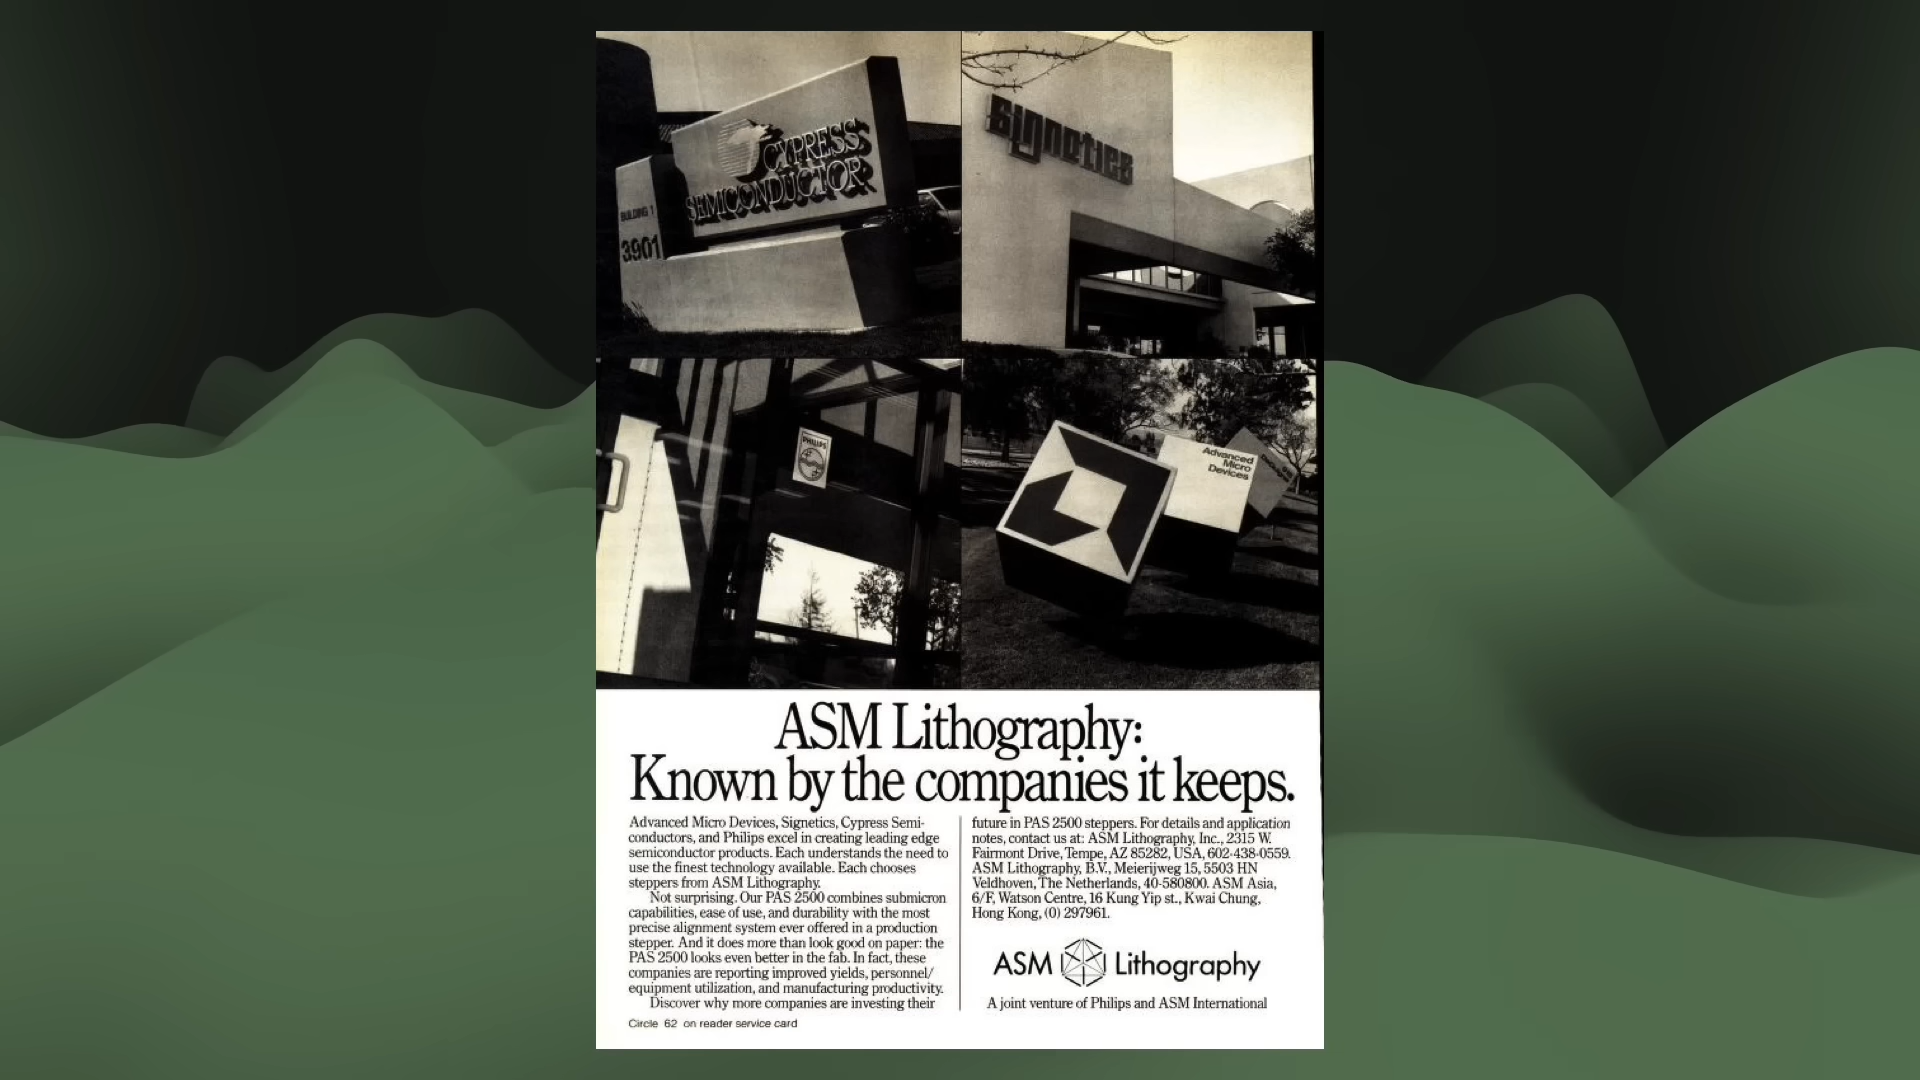 CYPRESS
SEMICONDUCTOR
BUILDING 1
3901
signetics
PHILIPS
Advanced
Micro
Devices
ASM Lithography:
Known by the companies it keeps.
Advanced Micro Devices, Signetics, Cypress Semi-
conductors, and Philips excel in creating leading edge
semiconductor products. Each understands the need to
use the finest technology available. Each chooses
steppers from ASM Lithography.
Not surprising. Our PAS 2500 combines submicron
capabilities, ease of use, and durability with the most
precise alignment system ever offered in a production
stepper. And it does more than look good on paper: the
PAS 2500 looks even better in the fab. In fact, these
companies are reporting improved yields, personnel/
equipment utilization, and manufacturing productivity.
Discover why more companies are investing their
future in PAS 2500 steppers. For details and application
notes, contact us at: ASM Lithography, Inc., 2315 W.
Fairmont Drive, Tempe, AZ 85282, USA, 602-438-0559.
ASM Lithography, B.V., Meierijweg 15, 5503 HN
Veldhoven, The Netherlands, 40-580800. ASM Asia,
6/F, Watson Centre, 16 Kung Yip st., Kwai Chung,
Hong Kong, (0) 297961.
ASM Lithography
A joint venture of Philips and ASM International
Circle 62 on reader service card